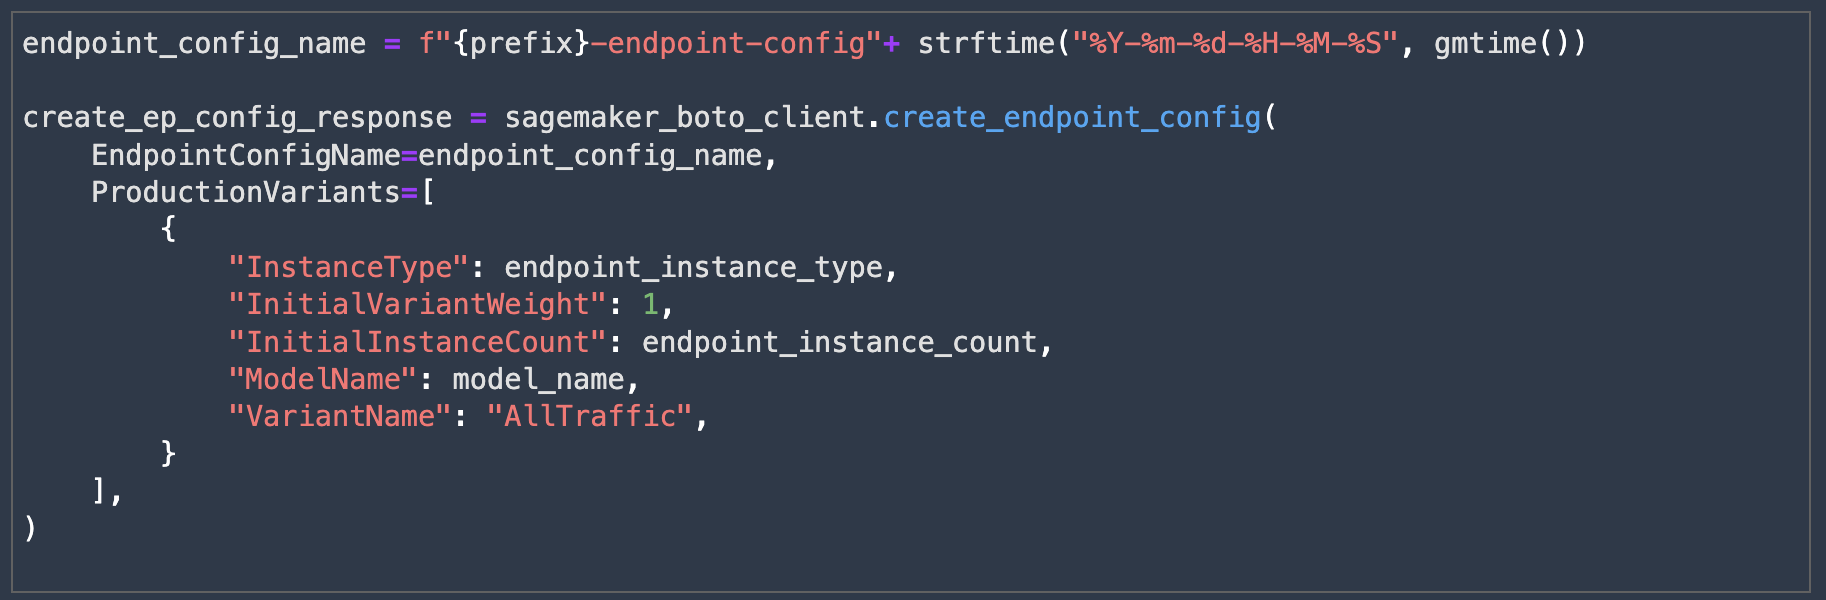 endpoint_config_name = f"{prefix}-endpoint-config"+ strftime("%Y-%m-%d-%H-%M-%S", gmtime())
create_ep_config_response = sagemaker_boto_client.create_endpoint_config(
    EndpointConfigName=endpoint_config_name,
    ProductionVariants=[
        {
            "InstanceType": endpoint_instance_type,
            "InitialVariantWeight": 1,
            "InitialInstanceCount": endpoint_instance_count,
            "ModelName": model_name,
            "VariantName": "AllTraffic",
        }
    ],
)